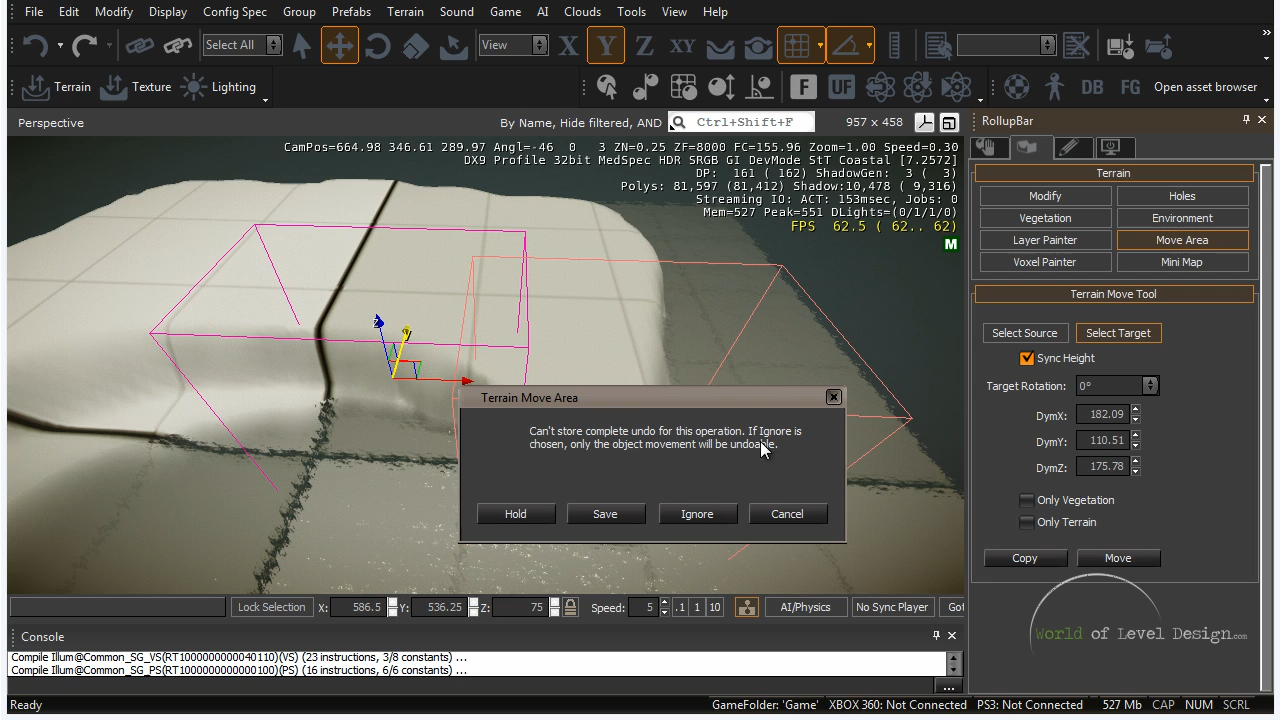 File Edit Modify Display Config Spec Group Prefabs Terrain Sound Game AI Clouds Tools View Help
Select All View X Y Z XY
Terrain Texture Lighting F UF DB FG Open asset browser
Perspective By Name, Hide filtered, AND Ctrl+Shift+F 957 x 458
CamPos=664.98 346.61 289.97 Angl=-46 0 3 ZN=0.25 ZF=8000 FC=155.96 Zoom=1.00 Speed=0.30
DX9 Profile 32bit MedSpec HDR SRGB GI DevMode StT Coastal [7.2572]
DP: 161 ( 162) ShadowGen: 3 ( 3)
Polys: 81,597 (81,412) Shadow:10,478 ( 9,316)
Streaming IO: ACT: 153msec, Jobs: 0
Mem=527 Peak=551 DLights=(0/1/1/0)
FPS 62.5 ( 62.. 62)
M
z y
Terrain Move Area
Can't store complete undo for this operation. If Ignore is
chosen, only the object movement will be undoable.
Hold Save Ignore Cancel
RollupBar
Terrain
Modify Holes
Vegetation Environment
Layer Painter Move Area
Voxel Painter Mini Map
Terrain Move Tool
Select Source Select Target
Sync Height
Target Rotation: 0°
DymX: 182.09
DymY: 110.51
DymZ: 175.78
Only Vegetation
Only Terrain
Copy Move
World of Level Design.com
Lock Selection X: 586.5 Y: 536.25 Z: 75 Speed: 5 .1 1 10 AI/Physics No Sync Player Got
Console
Compile Illum@Common_SG_VS(RT10000000000040110)(VS) (23 instructions, 3/8 constants) ...
Compile Illum@Common_SG_PS(RT10000000000040100)(PS) (16 instructions, 6/6 constants) ...
...
Ready GameFolder: 'Game' XBOX 360: Not Connected PS3: Not Connected 527 Mb CAP NUM SCRL